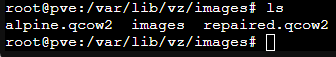 root@pve:/var/lib/vz/images# ls
alpine.qcow2  images  repaired.qcow2
root@pve:/var/lib/vz/images#